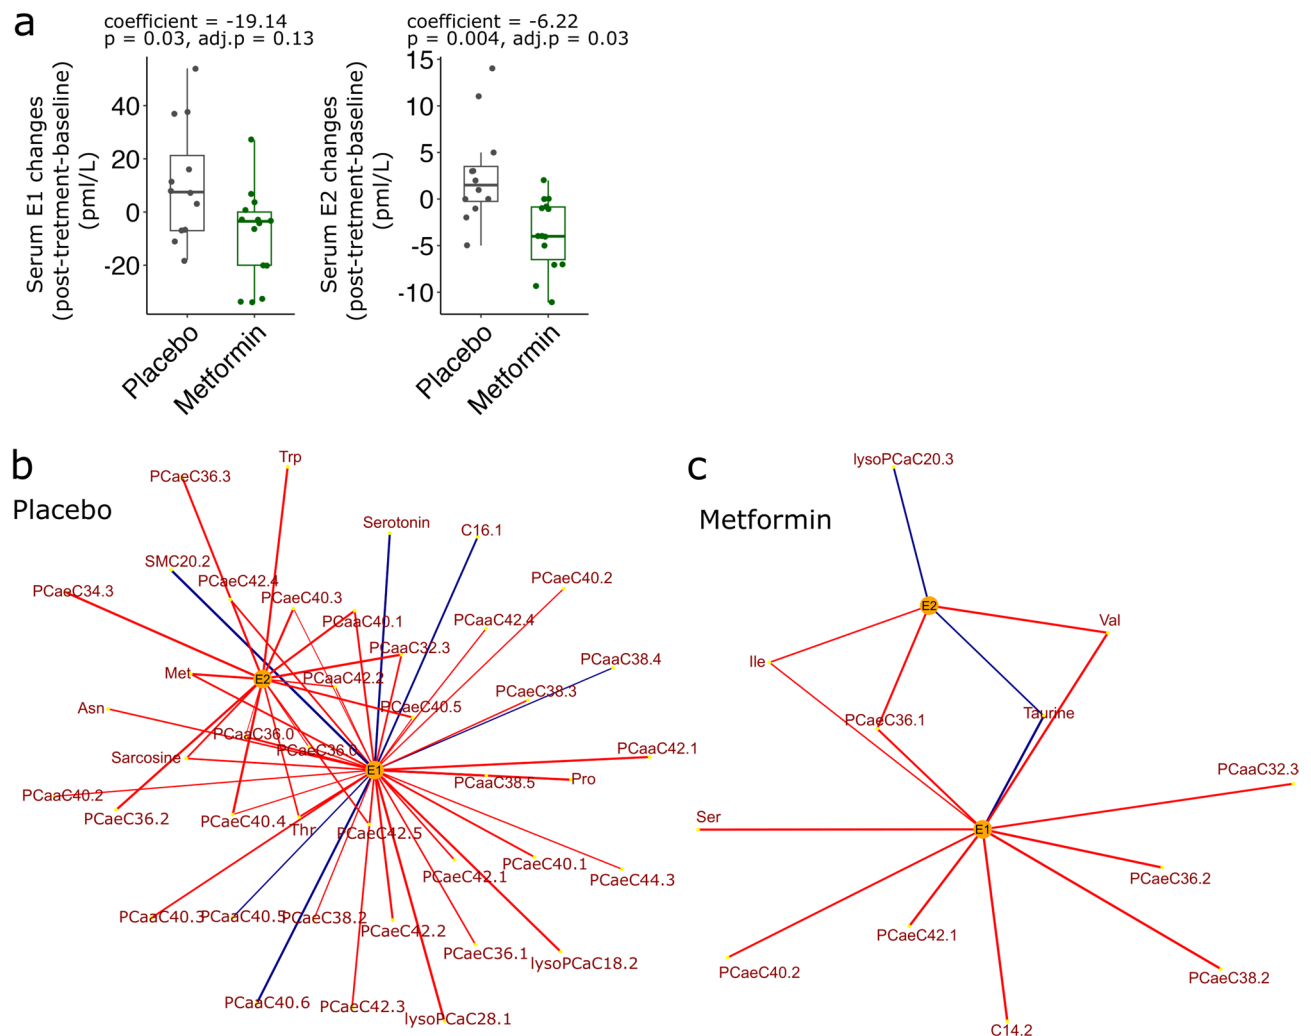 a
coefficient = -19.14
p = 0.03, adj.p = 0.13
Serum E1 changes
(post-tretment-baseline)
(pml/L)
40
20
0
-20
Placebo
Metformin
coefficient = -6.22
p = 0.004, adj.p = 0.03
Serum E2 changes
(post-tretment-baseline)
(pml/L)
15
10
5
0
-5
-10
Placebo
Metformin
b
Placebo
Trp
PCaeC36.3
Serotonin
C16.1
SMC20.2
PCaeC42.4
PCaeC40.2
PCaeC34.3
PCaeC40.3
PCaaC40.1
PCaaC42.4
PCaaC32.3
PCaaC38.4
Met
E2
PCaaC42.2
PCaeC38.3
Asn
PCaeC40.5
PCaaC36.0
PCaeC36.0
Sarcosine
E1
PCaaC42.1
PCaaC38.5
Pro
PCaaC40.2
PCaeC36.2
PCaeC40.4
Thr
PCaeC42.5
PCaeC42.1
PCaeC40.1
PCaeC44.3
PCaaC40.3
PCaaC40.5
PCaeC38.2
PCaeC42.2
PCaeC36.1
lysoPCaC18.2
PCaaC40.6
PCaeC42.3
lysoPCaC28.1
c
Metformin
lysoPCaC20.3
E2
Val
Ile
Taurine
PCaeC36.1
PCaaC32.3
Ser
E1
PCaeC36.2
PCaeC42.1
PCaeC40.2
PCaeC38.2
C14.2